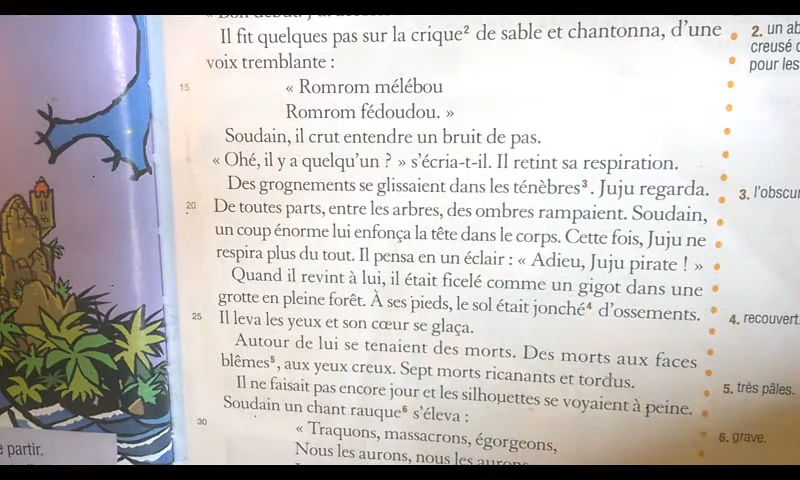 Il fit quelques pas sur la crique² de sable et chantonna, d'une
voix tremblante :
15
« Romrom mélébou
Romrom fédoudou. »
Soudain, il crut entendre un bruit de pas.
« Ohé, il y a quelqu'un ? » s'écria-t-il. Il retint sa respiration.
Des grognements se glissaient dans les ténèbres³. Juju regarda.
20 De toutes parts, entre les arbres, des ombres rampaient. Soudain,
un coup énorme lui enfonça la tête dans le corps. Cette fois, Juju ne
respira plus du tout. Il pensa en un éclair : « Adieu, Juju pirate ! »
Quand il revint à lui, il était ficelé comme un gigot dans une
grotte en pleine forêt. À ses pieds, le sol était jonché⁴ d'ossements.
25 Il leva les yeux et son cœur se glaça.
Autour de lui se tenaient des morts. Des morts aux faces
blêmes⁵, aux yeux creux. Sept morts ricanants et tordus.
Il ne faisait pas encore jour et les silhouettes se voyaient à peine.
Soudain un chant rauque⁶ s'éleva :
30
« Traquons, massacrons, égorgeons,
Nous les aurons, nous les aurons
2. un
creusé
pour les
3.
4. recouvert
5. très pâles.
6. grave.
partir.